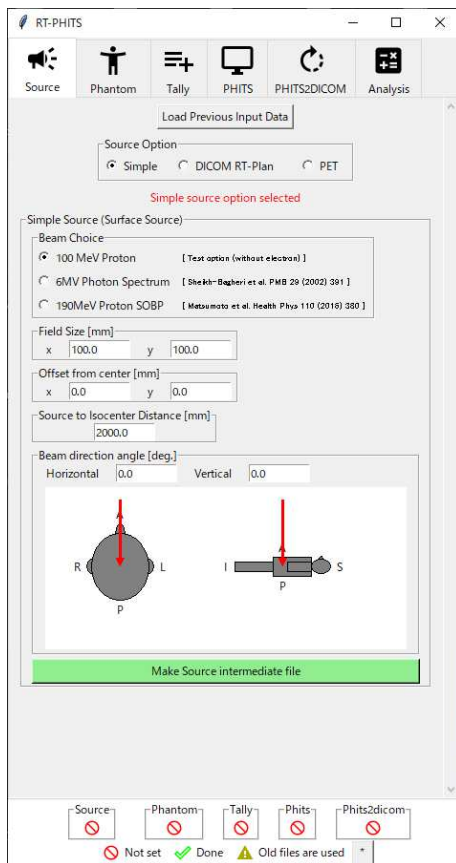 RT-PHITS
Source Phantom Tally PHITS PHITS2DICOM Analysis
Load Previous Input Data
Source Option
Simple DICOM RT-Plan PET
Simple source option selected
Simple Source (Surface Source)
Beam Choice
100 MeV Proton [ Test option (without electron) ]
6MV Photon Spectrum [ Sheikh-Bagheri et al. PMB 29 (2002) 391 ]
190MeV Proton SOBP [ Matsumoto et al. Health Phys 110 (2016) 380 ]
Field Size [mm]
x 100.0 y 100.0
Offset from center [mm]
x 0.0 y 0.0
Source to Isocenter Distance [mm]
2000.0
Beam direction angle [deg.]
Horizontal 0.0 Vertical 0.0
A A
R L I S
P P
Make Source intermediate file
Source Phantom Tally Phits Phits2dicom
Not set Done Old files are used *